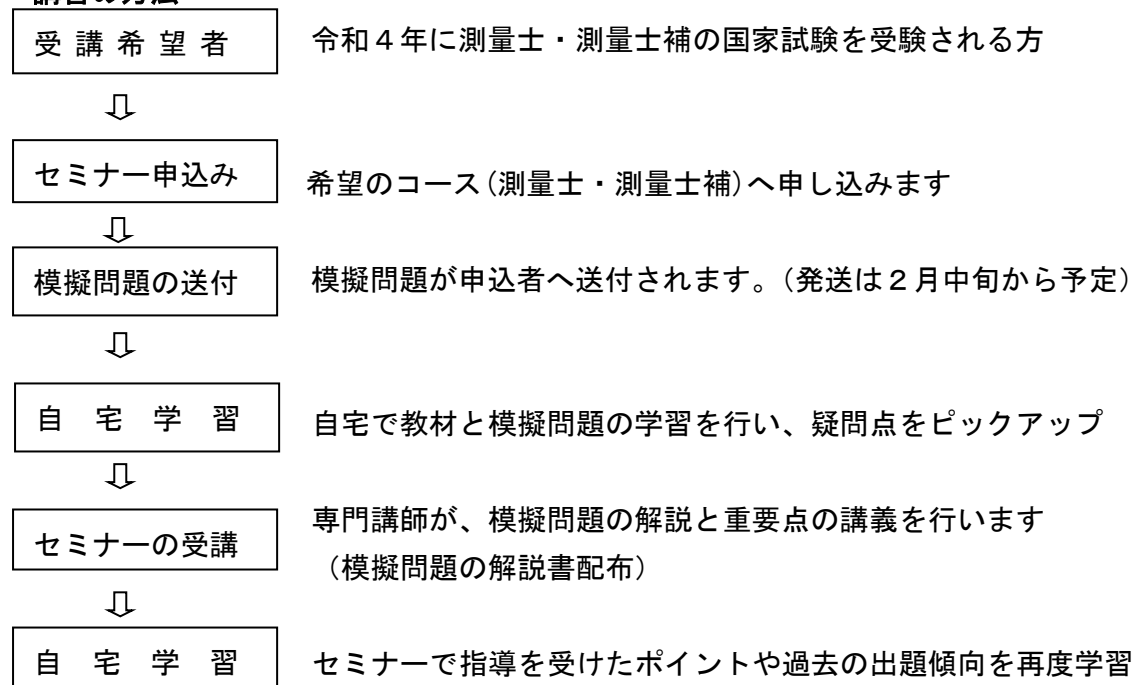 受 講 希 望 者
令和４年に測量士・測量士補の国家試験を受験される方
⇩
セミナー申込み
希望のコース(測量士・測量士補)へ申し込みます
⇩
模擬問題の送付
模擬問題が申込者へ送付されます。(発送は２月中旬から予定)
⇩
自 宅 学 習
自宅で教材と模擬問題の学習を行い、疑問点をピックアップ
⇩
セミナーの受講
専門講師が、模擬問題の解説と重要点の講義を行います
（模擬問題の解説書配布）
⇩
自 宅 学 習
セミナーで指導を受けたポイントや過去の出題傾向を再度学習